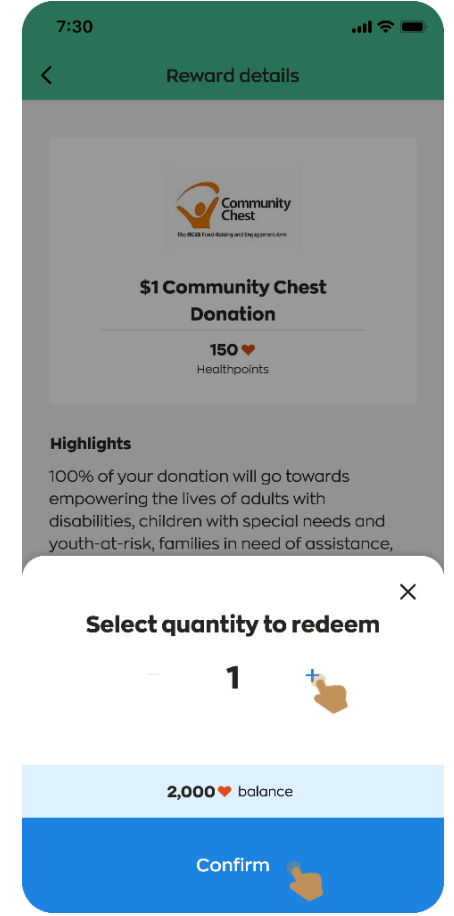 7:30
Reward details
Community
Chest
The NCSS Fund-Raising and Engagement Arm
$1 Community Chest
Donation
150
Healthpoints
Highlights
100% of your donation will go towards
empowering the lives of adults with
disabilities, children with special needs and
youth-at-risk, families in need of assistance,
Select quantity to redeem
1
2,000 balance
Confirm